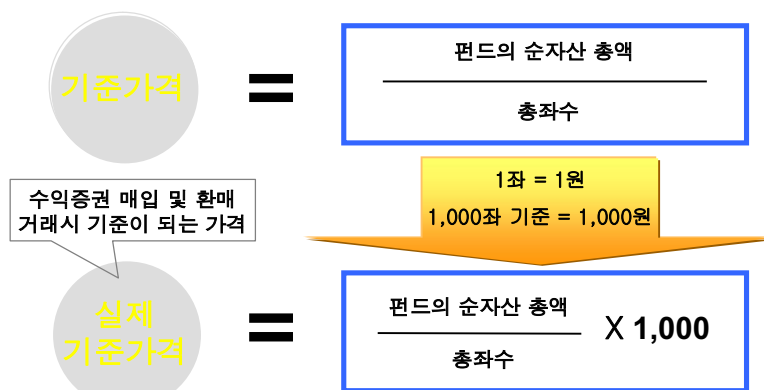 기준가격
=
펀드의 순자산 총액
총좌수
수익증권 매입 및 환매
거래시 기준이 되는 가격
1좌 = 1원
1,000좌 기준 = 1,000원
실제
기준가격
=
펀드의 순자산 총액
총좌수
X 1,000